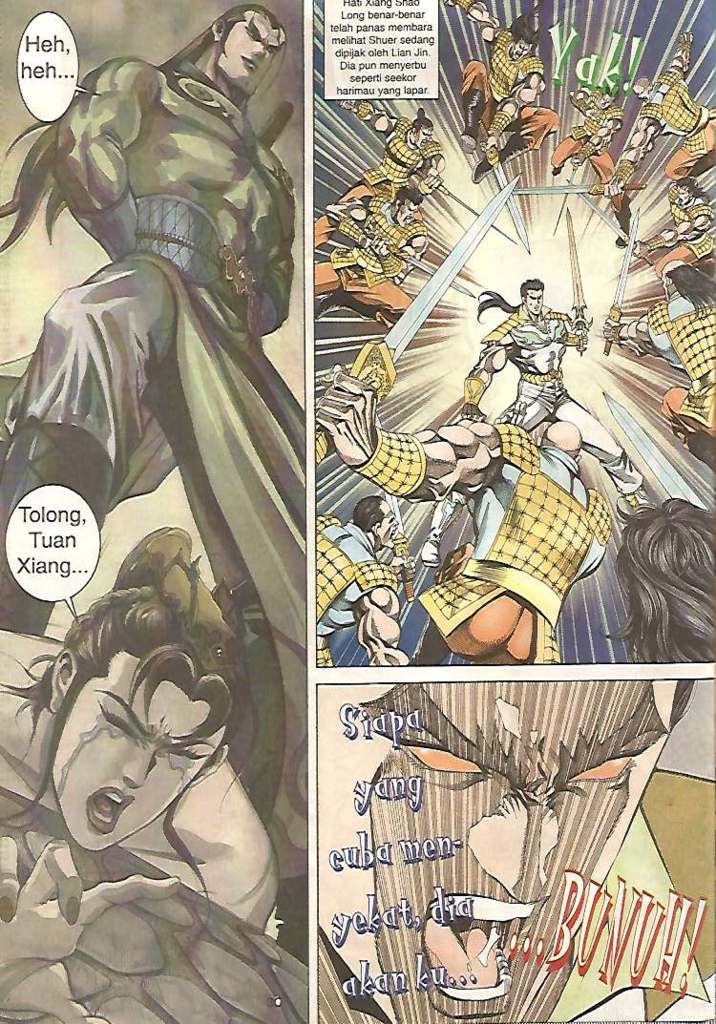 Heh,
heh...
Tolong,
Tuan
Xiang...
Hati Xiang Shao
Long benar-benar
telah panas membara
melihat Shuer sedang
dipijak oleh Lian Jin.
Dia pun menyerbu
seperti seekor
harimau yang lapar.
Yak!
Siapa
yang
cuba men-
yekat, dia
akan ku...
...BUNUH!